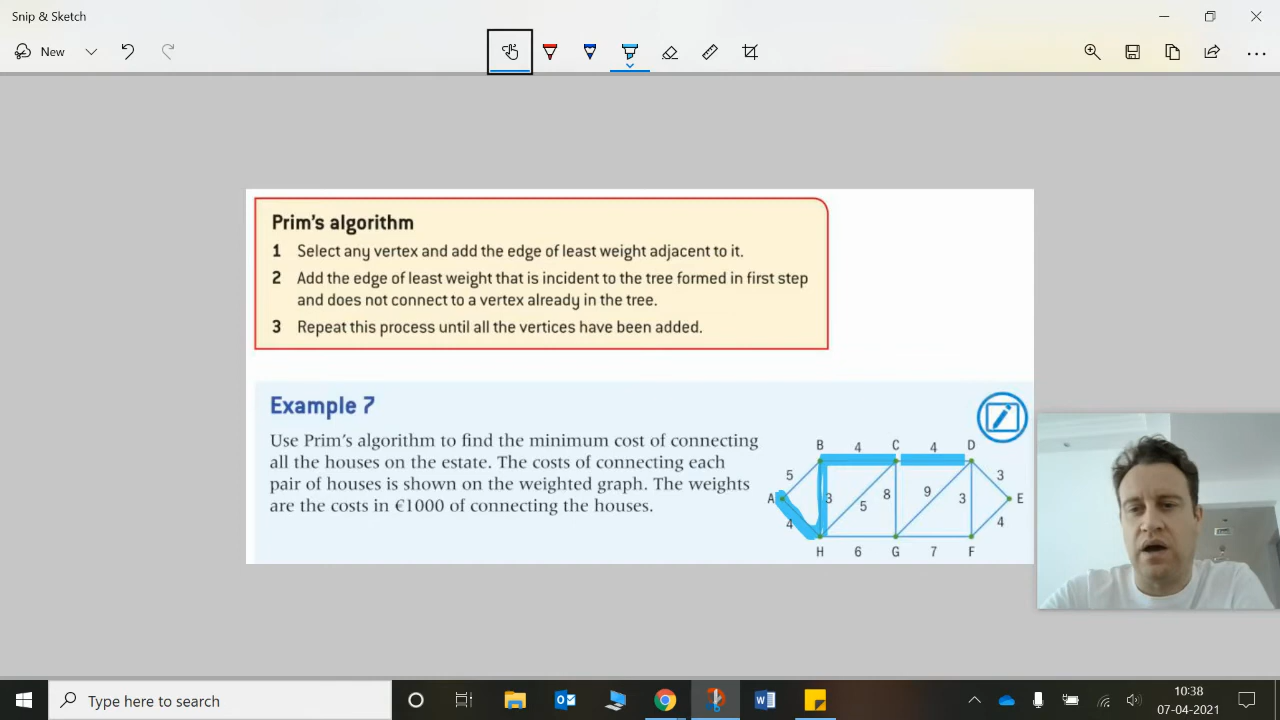 Snip & Sketch
New
Prim's algorithm
1 Select any vertex and add the edge of least weight adjacent to it.
2 Add the edge of least weight that is incident to the tree formed in first step
and does not connect to a vertex already in the tree.
3 Repeat this process until all the vertices have been added.
Example 7
Use Prim's algorithm to find the minimum cost of connecting
all the houses on the estate. The costs of connecting each
pair of houses is shown on the weighted graph. The weights
are the costs in €1000 of connecting the houses.
B 4 C 4 D
5 3
A 3 5 8 9 3 E
4 4
H 6 G 7 F
Type here to search
10:38
07-04-2021